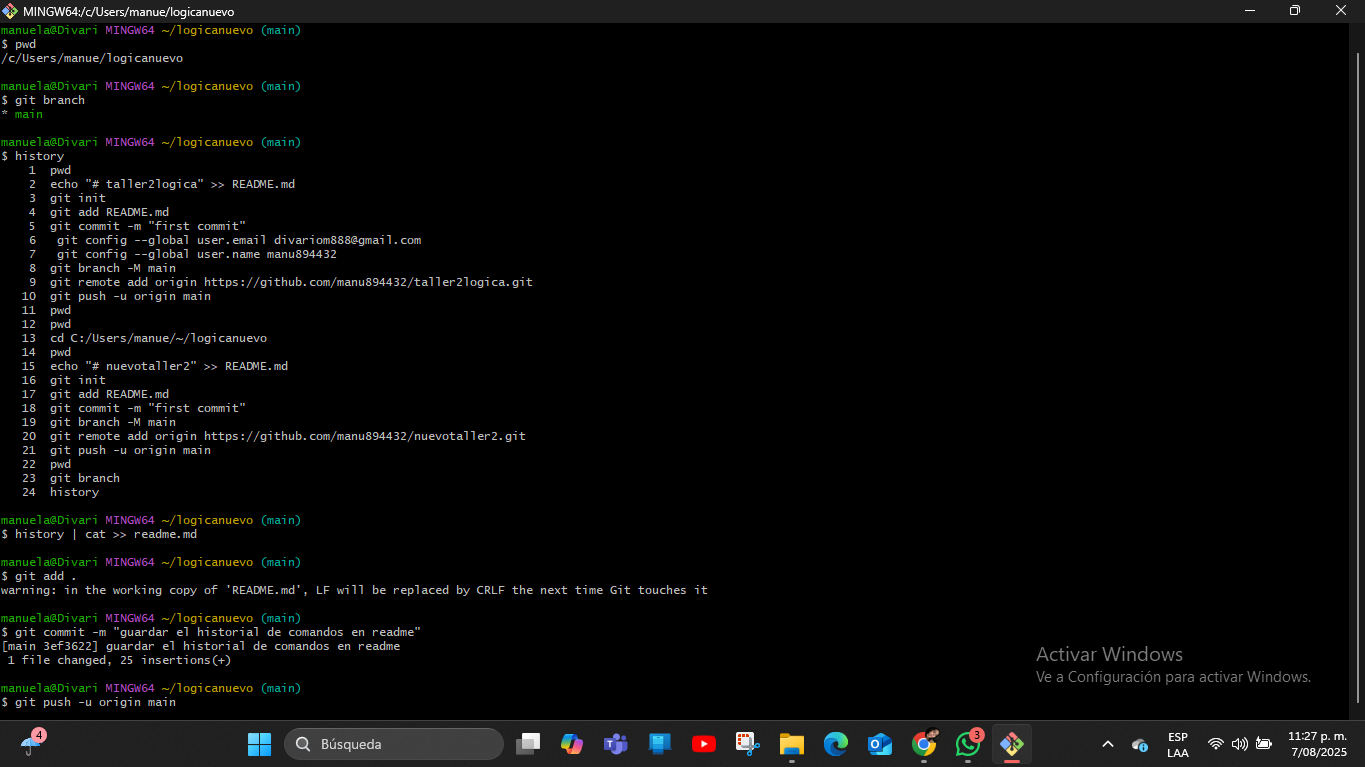 MINGW64:/c/Users/manue/logicanuevo
manuela@Divari MINGW64 ~/logicanuevo (main)
$ pwd
/c/Users/manue/logicanuevo
manuela@Divari MINGW64 ~/logicanuevo (main)
$ git branch
* main
manuela@Divari MINGW64 ~/logicanuevo (main)
$ history
1 pwd
2 echo "# taller2logica" >> README.md
3 git init
4 git add README.md
5 git commit -m "first commit"
6 git config --global user.email divariom888@gmail.com
7 git config --global user.name manu894432
8 git branch -M main
9 git remote add origin https://github.com/manu894432/taller2logica.git
10 git push -u origin main
11 pwd
12 pwd
13 cd C:/Users/manue/~/logicanuevo
14 pwd
15 echo "# nuevotaller2" >> README.md
16 git init
17 git add README.md
18 git commit -m "first commit"
19 git branch -M main
20 git remote add origin https://github.com/manu894432/nuevotaller2.git
21 git push -u origin main
22 pwd
23 git branch
24 history
manuela@Divari MINGW64 ~/logicanuevo (main)
$ history | cat >> readme.md
manuela@Divari MINGW64 ~/logicanuevo (main)
$ git add .
warning: in the working copy of 'README.md', LF will be replaced by CRLF the next time Git touches it
manuela@Divari MINGW64 ~/logicanuevo (main)
$ git commit -m "guardar el historial de comandos en readme"
[main 3ef3622] guardar el historial de comandos en readme
1 file changed, 25 insertions(+)
manuela@Divari MINGW64 ~/logicanuevo (main)
$ git push -u origin main
Activar Windows
Ve a Configuración para activar Windows.
4
Búsqueda
3
ESP
LAA
11:27 p. m.
7/08/2025